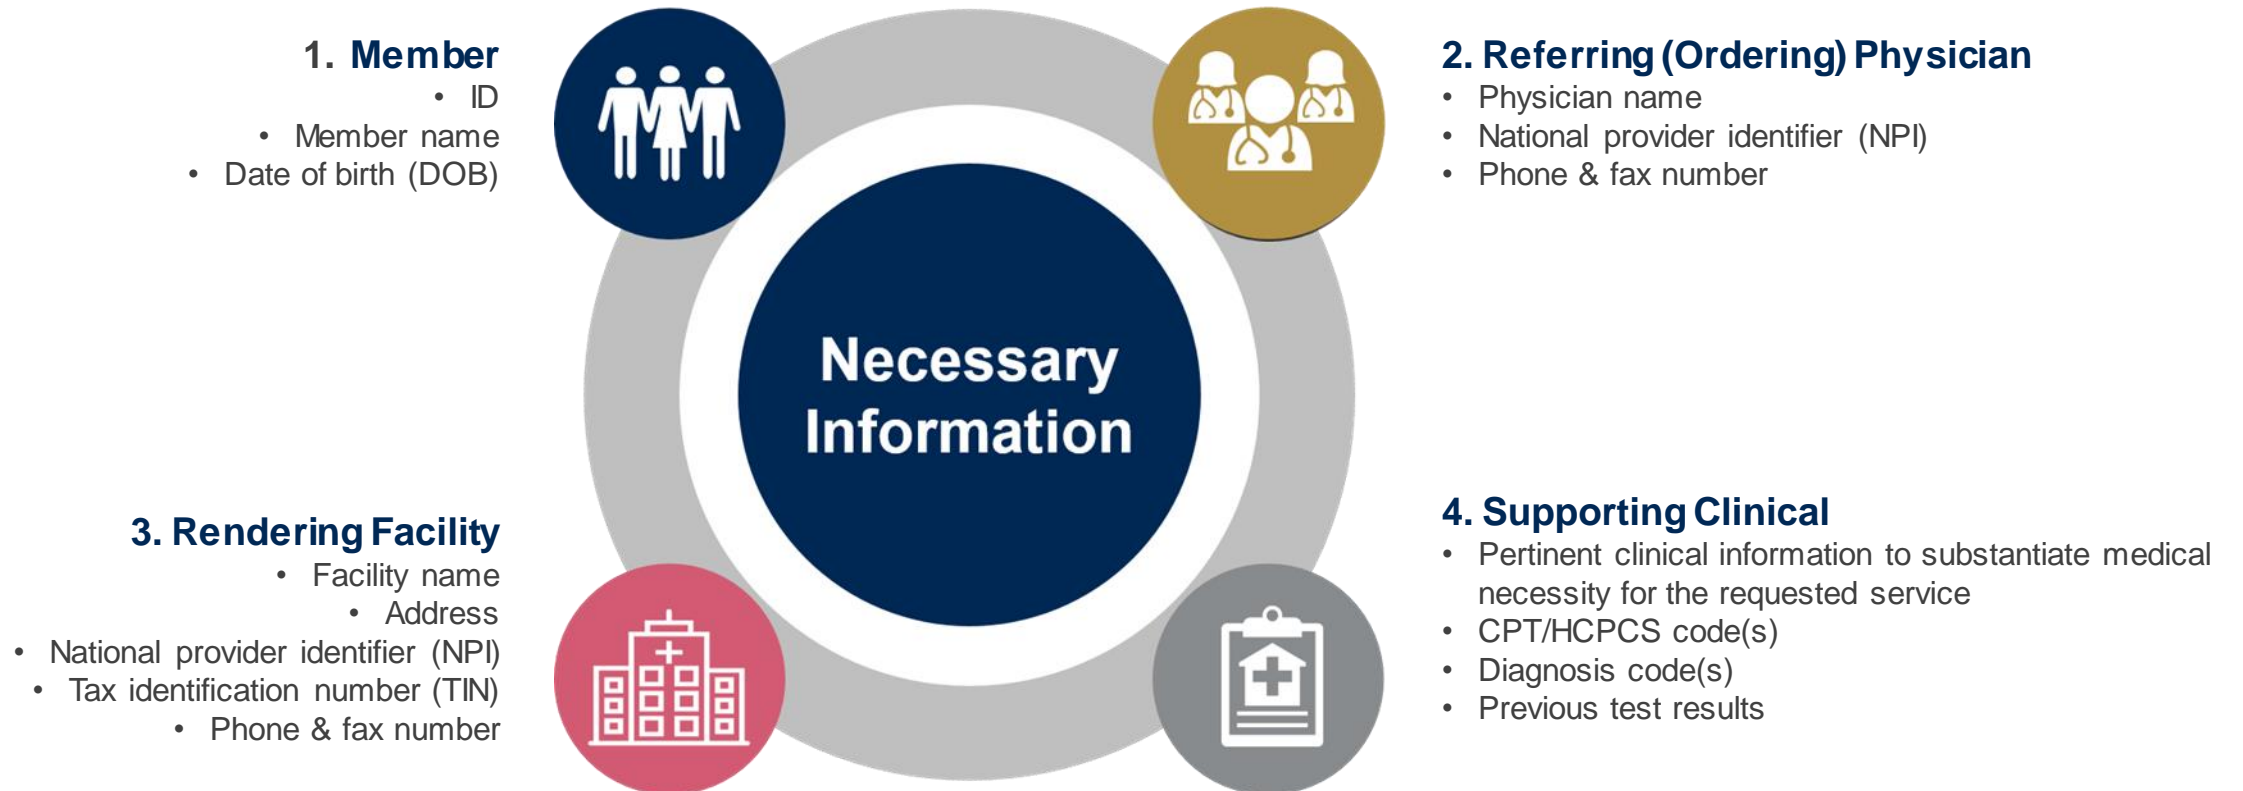 1. Member
• ID
• Member name
• Date of birth (DOB)
2. Referring (Ordering) Physician
• Physician name
• National provider identifier (NPI)
• Phone & fax number
Necessary
Information
3. Rendering Facility
• Facility name
• Address
• National provider identifier (NPI)
• Tax identification number (TIN)
• Phone & fax number
4. Supporting Clinical
• Pertinent clinical information to substantiate medical
necessity for the requested service
• CPT/HCPCS code(s)
• Diagnosis code(s)
• Previous test results